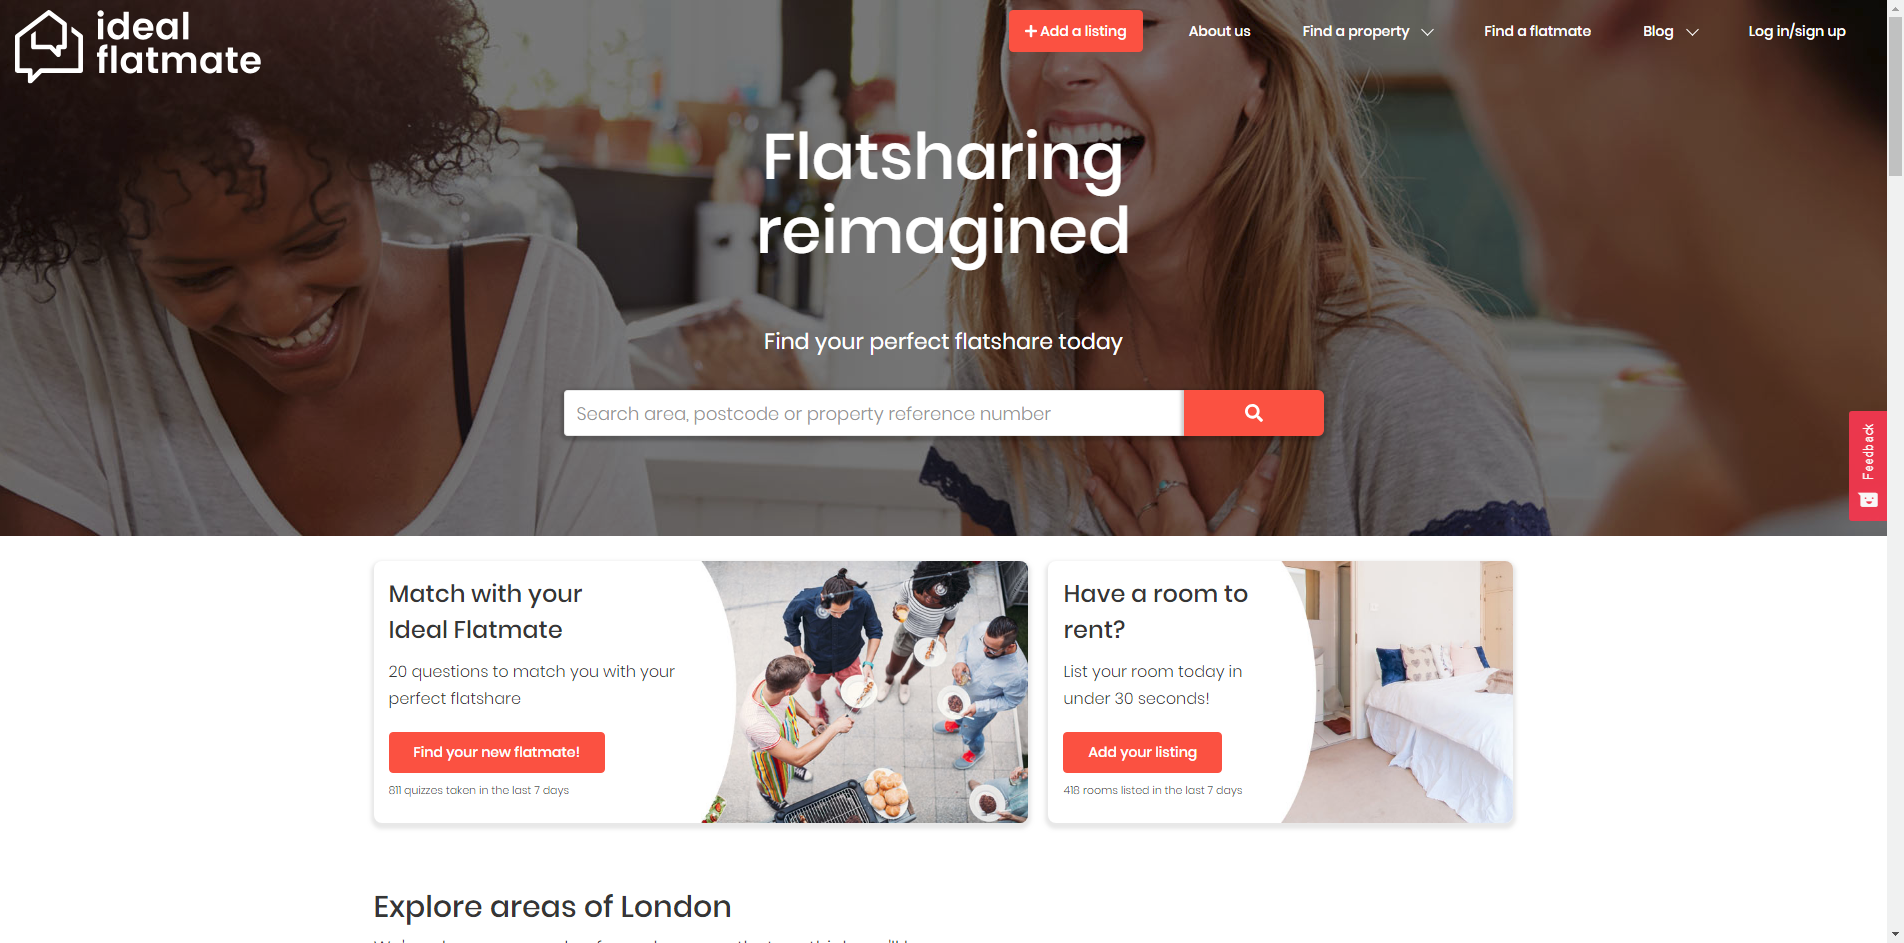 ideal
flatmate
Add a listing
About us
Find a property
Find a flatmate
Blog
Log in/sign up
Flatsharing
reimagined
Find your perfect flatshare today
Search area, postcode or property reference number
Feedback
Match with your
Ideal Flatmate
20 questions to match you with your
perfect flatshare
Find your new flatmate!
811 quizzes taken in the last 7 days
Have a room to
rent?
List your room today in
under 30 seconds!
Add your listing
418 rooms listed in the last 7 days
Explore areas of London